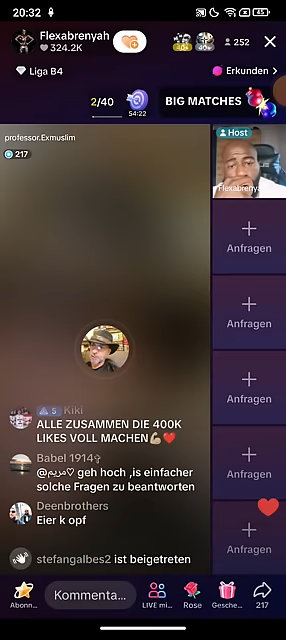 20:32
45
Flexabrenyah
324.2K
252
Liga B4
Erkunden
2/40
54:22
BIG MATCHES
professor.Exmuslim
217
Host
Flexabrenya
Anfragen
Anfragen
Anfragen
Anfragen
Anfragen
5 Kiki
ALLE ZUSAMMEN DIE 400K
LIKES VOLL MACHEN💪🏽❤️
Babel 1914✞
@مريم♡ geh hoch ,is einfacher
solche Fragen zu beantworten
Deenbrothers
Eier k opf
stefangalbes2 ist beigetreten
Abonn...
Kommenta...
LIVE mi...
Rose
Gesche...
217